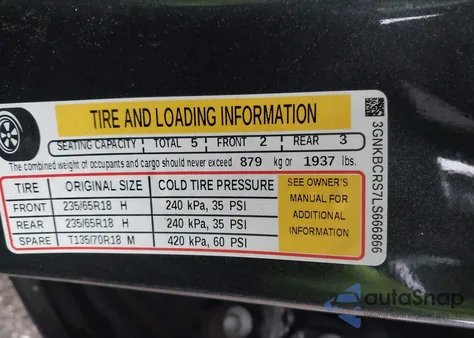 TIRE AND LOADING INFORMATION
SEATING CAPACITY TOTAL 5 FRONT 2 REAR 3
The combined weight of occupants and cargo should never exceed 879 kg or 1937 lbs.
TIRE ORIGINAL SIZE COLD TIRE PRESSURE
FRONT 235/65R18 H 240 kPa, 35 PSI
REAR 235/65R18 H 240 kPa, 35 PSI
SPARE T135/70R18 M 420 kPa, 60 PSI
SEE OWNER'S
MANUAL FOR
ADDITIONAL
INFORMATION
3GNKBCRS7LS666866
autoSnap